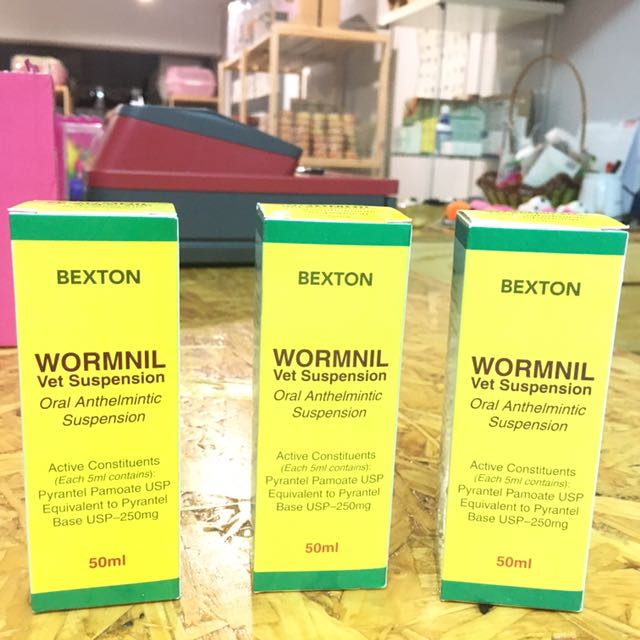 BEXTON
WORMNIL
Vet Suspension
Oral Anthelmintic
Suspension
Active Constituents
(Each 5ml contains):
Pyrantel Pamoate USP
Equivalent to Pyrantel
Base USP–250mg
50ml
BEXTON
WORMNIL
Vet Suspension
Oral Anthelmintic
Suspension
Active Constituents
(Each 5ml contains):
Pyrantel Pamoate USP
Equivalent to Pyrantel
Base USP–250mg
50ml
BEXTON
WORMNIL
Vet Suspension
Oral Anthelmintic
Suspension
Active Constituents
(Each 5ml contains):
Pyrantel Pamoate USP
Equivalent to Pyrantel
Base USP–250mg
50ml